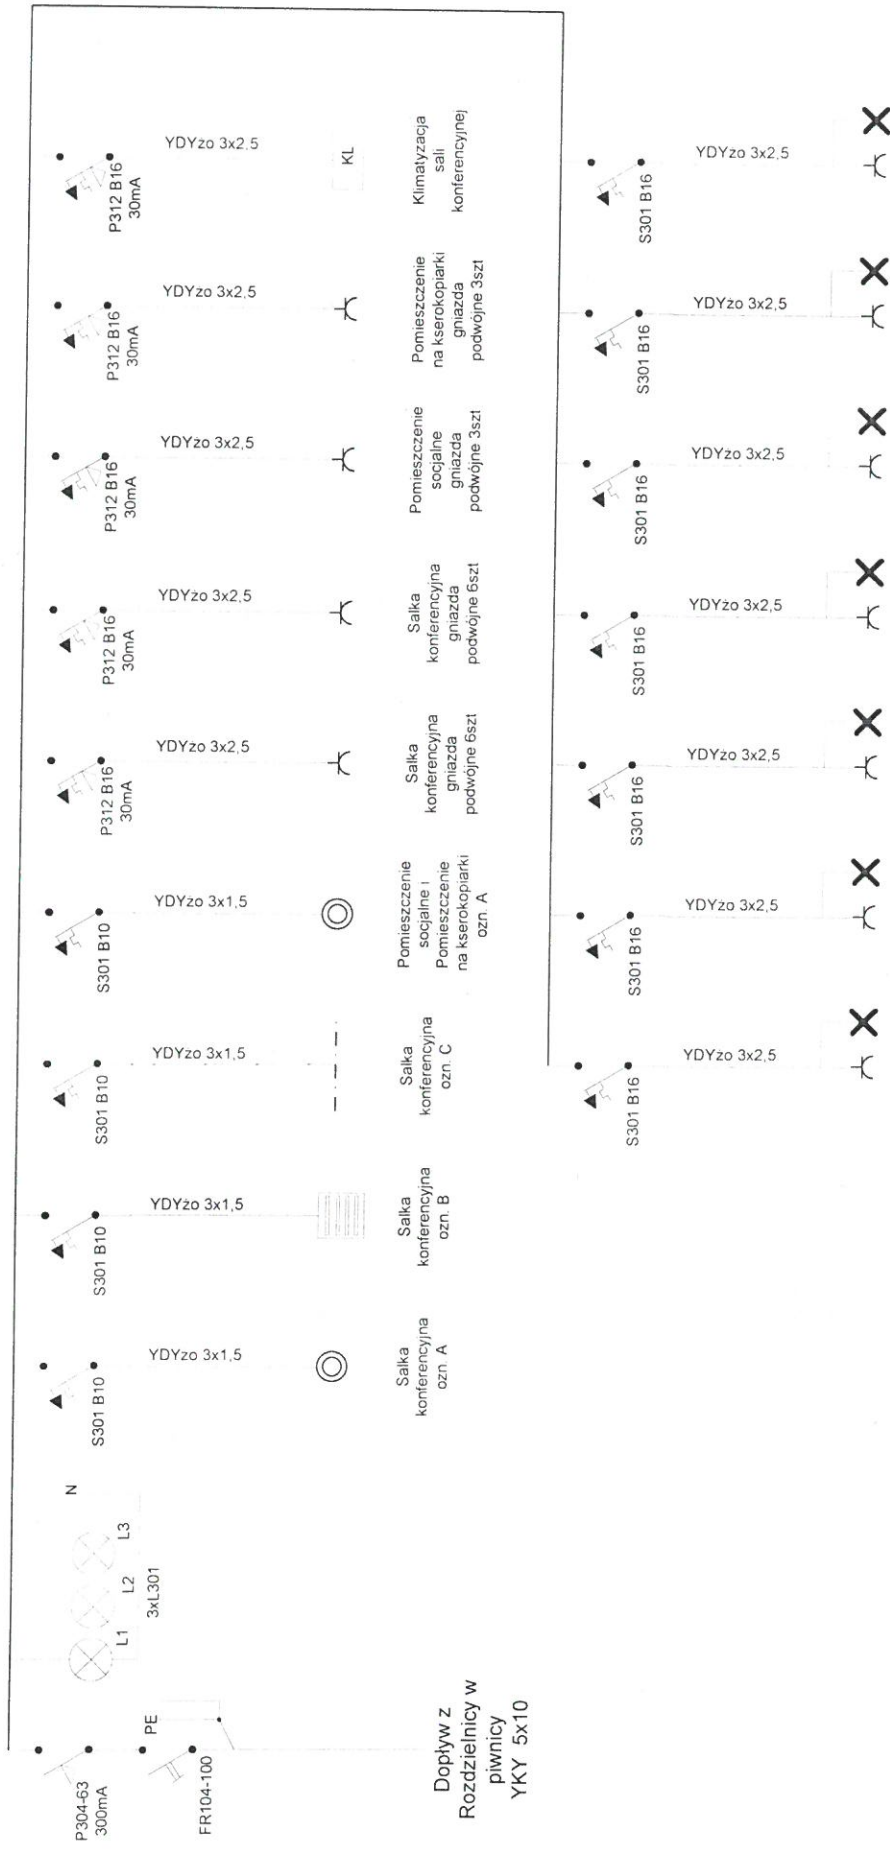 P304-63
300mA
FR104-100
PE
Dopływ z
Rozdzielnicy w
piwnicy
YKY 5x10
L1
L2
L3
N
3xL301
S301 B10
YDYżo 3x1,5
Salka
konferencyjna
ozn. A
S301 B10
YDYżo 3x1,5
Salka
konferencyjna
ozn. B
S301 B10
YDYżo 3x1,5
Salka
konferencyjna
ozn. C
S301 B10
YDYżo 3x1,5
Pomieszczenie
socjalne i
Pomieszczenie
na kserokopiarki
ozn. A
P312 B16
30mA
YDYżo 3x2,5
Salka
konferencyjna
gniazda
podwójne 6szt
P312 B16
30mA
YDYżo 3x2,5
Salka
konferencyjna
gniazda
podwójne 6szt
P312 B16
30mA
YDYżo 3x2,5
Pomieszczenie
socjalne
gniazda
podwójne 3szt
P312 B16
30mA
YDYżo 3x2,5
Pomieszczenie
na kserokopiarki
gniazda
podwójne 3szt
P312 B16
30mA
YDYżo 3x2,5
KL
Klimatyzacja
sali
konferencyjnej
S301 B16
YDYżo 3x2,5
S301 B16
YDYżo 3x2,5
S301 B16
YDYżo 3x2,5
S301 B16
YDYżo 3x2,5
S301 B16
YDYżo 3x2,5
S301 B16
YDYżo 3x2,5
S301 B16
YDYżo 3x2,5